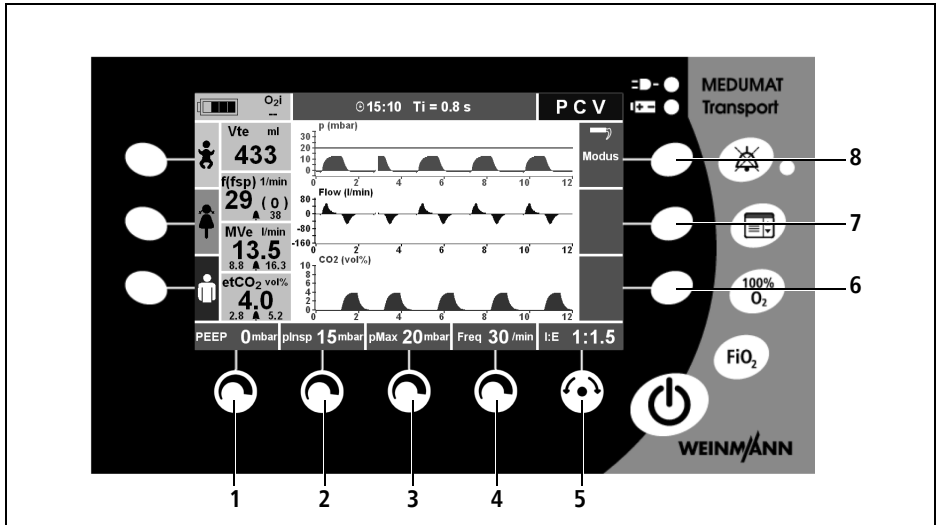 O2i
--
15:10 Ti = 0.8 s
PCV
Vte ml
433
f(fsp) 1/min
29 (0)
38
MVe l/min
13.5
8.8 16.3
etCO2 vol%
4.0
2.8 5.2
p (mbar)
30
20
10
0
0 2 4 6 8 10 12
Flow (l/min)
80
0
-80
-160
0 2 4 6 8 10 12
CO2 (vol%)
10
8
6
4
2
0
0 2 4 6 8 10 12
Modus
PEEP 0 mbar
pInsp 15 mbar
pMax 20 mbar
Freq 30 /min
I:E 1:1.5
MEDUMAT
Transport
100%
O2
FiO2
WEINMANN
8
7
6
1 2 3 4 5